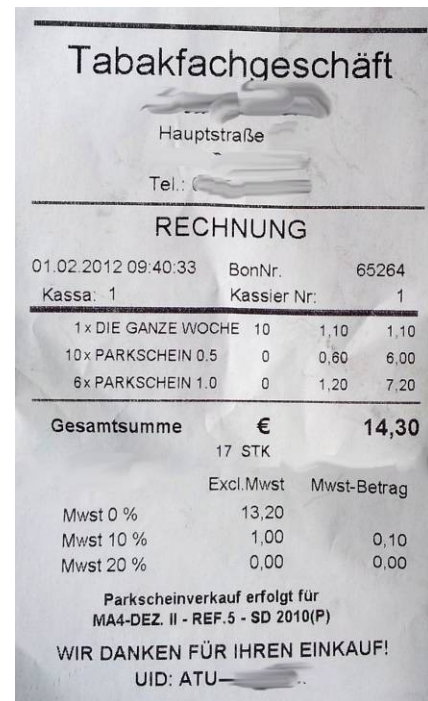 Tabakfachgeschäft
Hauptstraße
Tel.:
RECHNUNG
01.02.2012 09:40:33 BonNr. 65264
Kassa: 1 Kassier Nr: 1
1 x DIE GANZE WOCHE 10 1,10 1,10
10 x PARKSCHEIN 0.5 0 0,60 6,00
6 x PARKSCHEIN 1.0 0 1,20 7,20
Gesamtsumme € 14,30
17 STK
Excl.Mwst Mwst-Betrag
Mwst 0 % 13,20
Mwst 10 % 1,00 0,10
Mwst 20 % 0,00 0,00
Parkscheinverkauf erfolgt für
MA4-DEZ. II - REF.5 - SD 2010(P)
WIR DANKEN FÜR IHREN EINKAUF!
UID: ATU